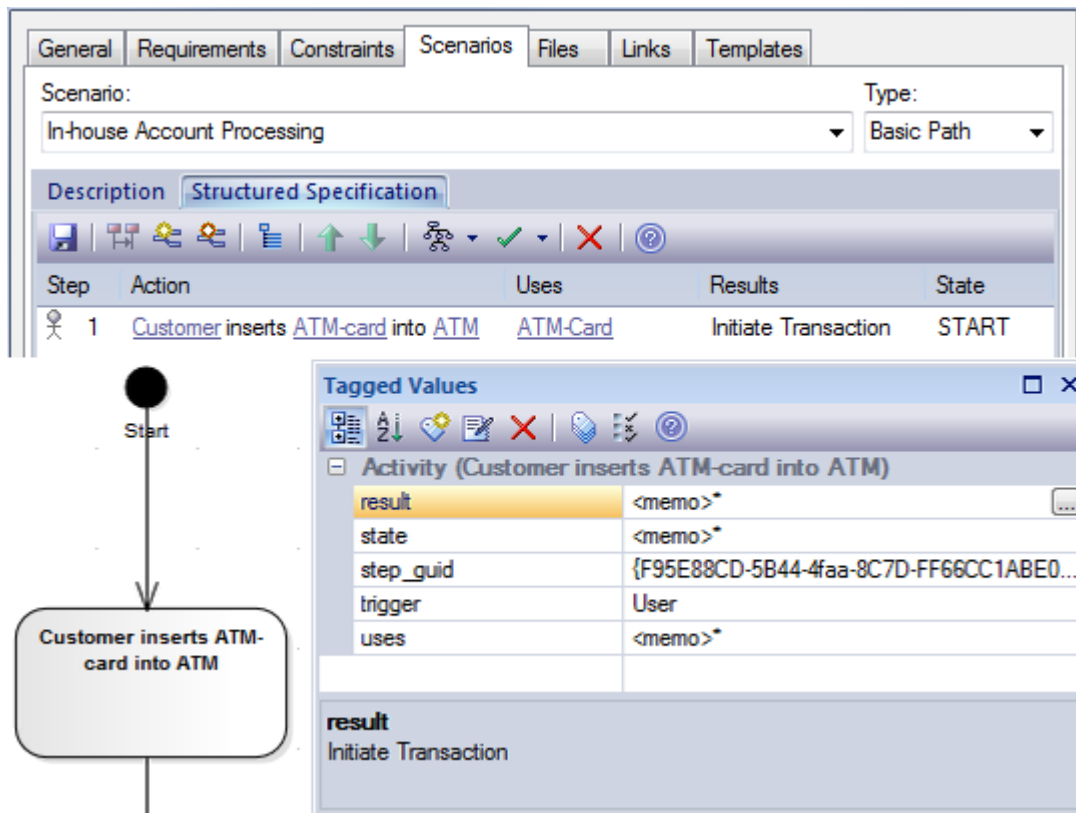 General Requirements Constraints Scenarios Files Links Templates
Scenario: Type:
In-house Account Processing Basic Path
Description Structured Specification
Step Action Uses Results State
1 Customer inserts ATM-card into ATM ATM-Card Initiate Transaction START
Start
Customer inserts ATM-
card into ATM
Tagged Values
Activity (Customer inserts ATM-card into ATM)
result <memo>*
...
state <memo>*
step_guid {F95E88CD-5B44-4faa-8C7D-FF66CC1ABE0...
trigger User
uses <memo>*
result
Initiate Transaction